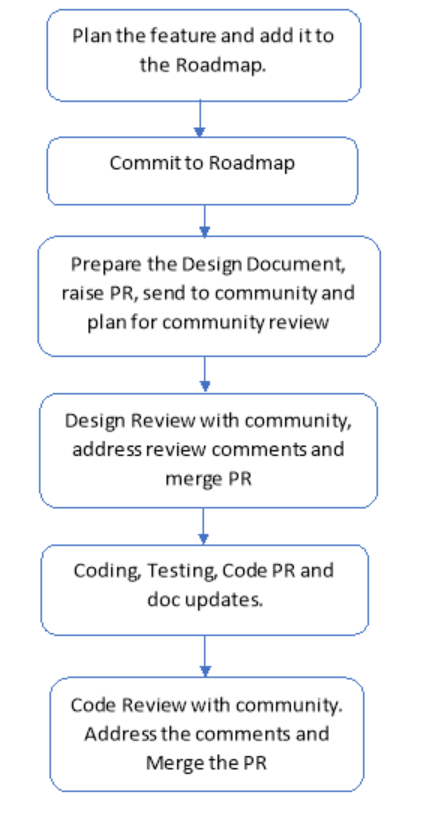 Plan the feature and add it to
the Roadmap.
Commit to Roadmap
Prepare the Design Document,
raise PR, send to community and
plan for community review
Design Review with community,
address review comments and
merge PR
Coding, Testing, Code PR and
doc updates.
Code Review with community.
Address the comments and
Merge the PR